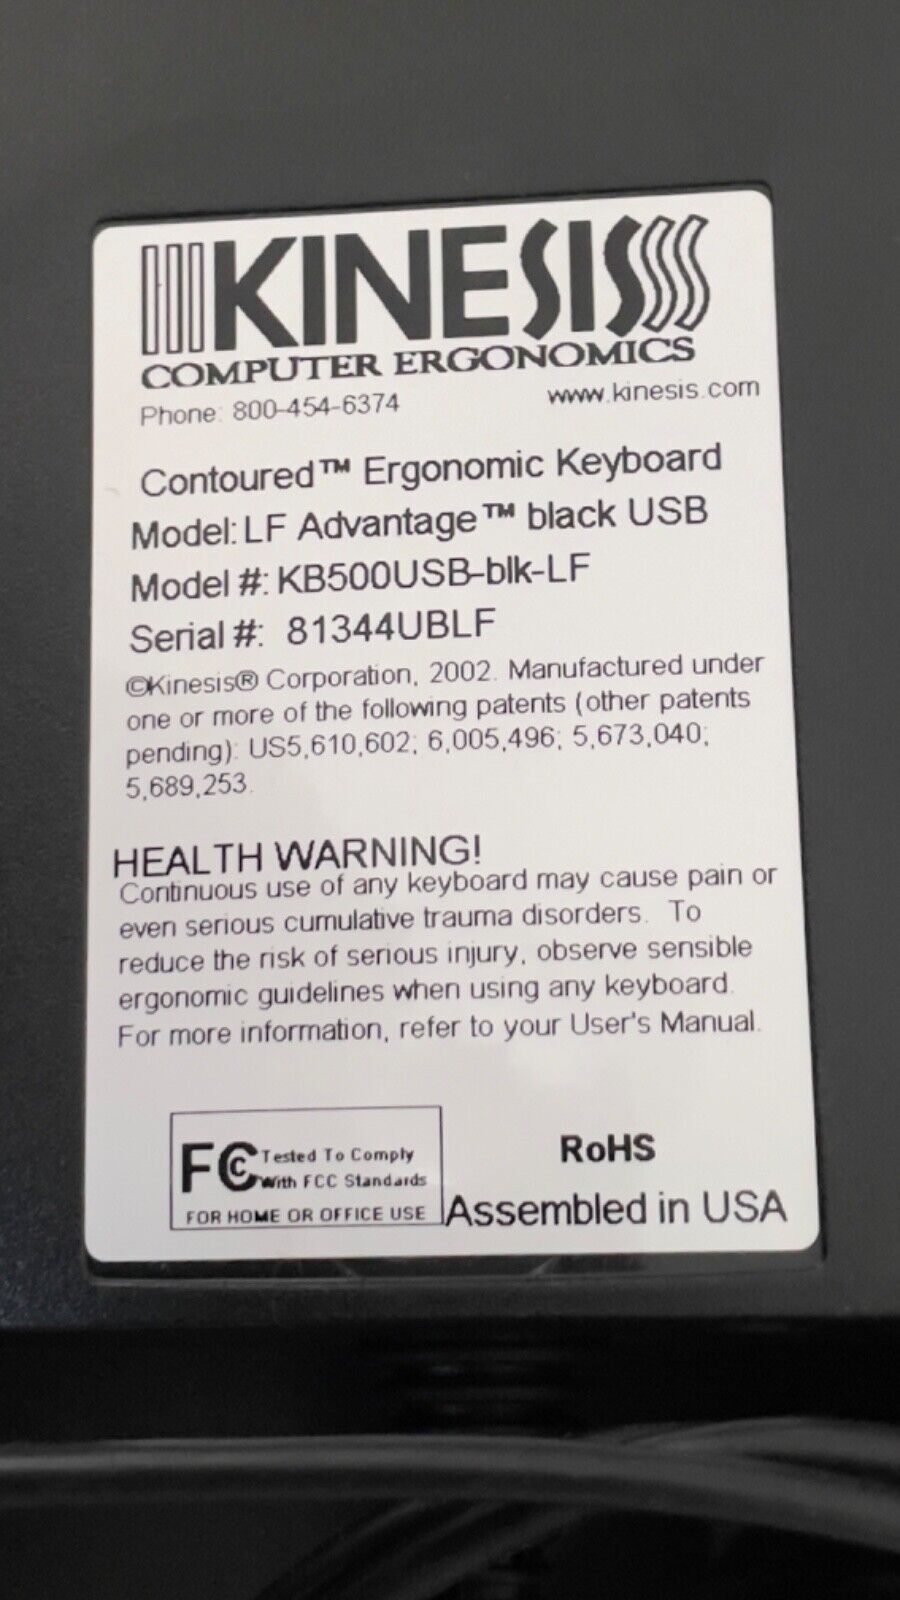 KINESIS
COMPUTER ERGONOMICS
Phone: 800-454-6374 www.kinesis.com
Contoured™ Ergonomic Keyboard
Model: LF Advantage™ black USB
Model #: KB500USB-blk-LF
Serial #: 81344UBLF
©Kinesis® Corporation, 2002. Manufactured under
one or more of the following patents (other patents
pending): US5,610,602; 6,005,496; 5,673,040;
5,689,253.
HEALTH WARNING!
Continuous use of any keyboard may cause pain or
even serious cumulative trauma disorders. To
reduce the risk of serious injury, observe sensible
ergonomic guidelines when using any keyboard.
For more information, refer to your User's Manual.
FCC Tested To Comply
With FCC Standards
FOR HOME OR OFFICE USE
RoHS
Assembled in USA